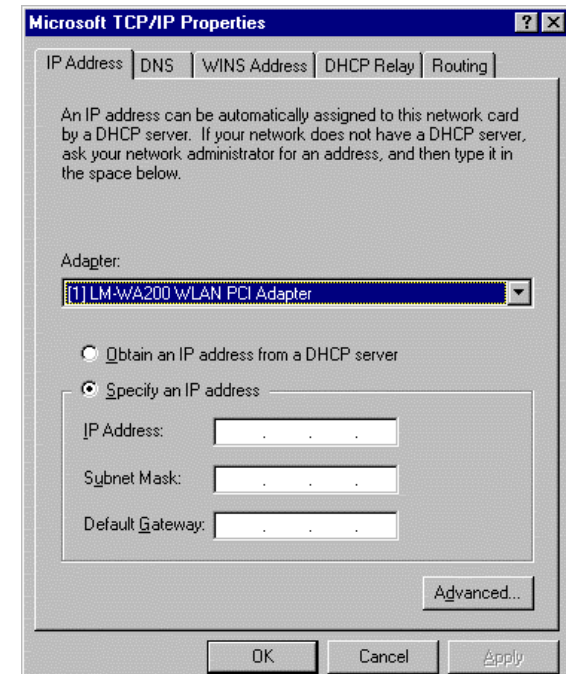 Microsoft TCP/IP Properties
IP Address DNS WINS Address DHCP Relay Routing
An IP address can be automatically assigned to this network card
by a DHCP server. If your network does not have a DHCP server,
ask your network administrator for an address, and then type it in
the space below.
Adapter:
[1] LM-WA200 WLAN PCI Adapter
Obtain an IP address from a DHCP server
Specify an IP address
IP Address:
Subnet Mask:
Default Gateway:
Advanced...
OK Cancel Apply